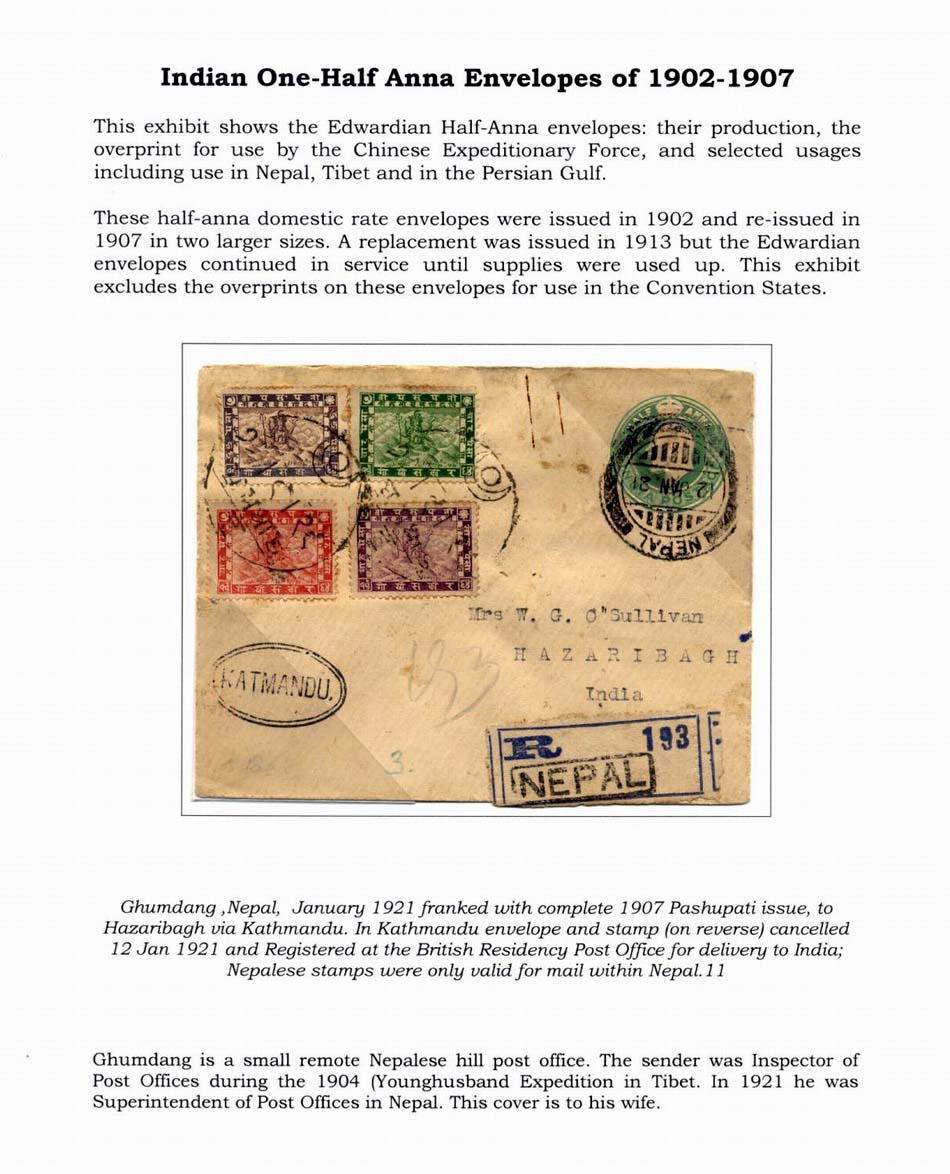 Indian One-Half Anna Envelopes of 1902-1907
This exhibit shows the Edwardian Half-Anna envelopes: their production, the
overprint for use by the Chinese Expeditionary Force, and selected usages
including use in Nepal, Tibet and in the Persian Gulf.
These half-anna domestic rate envelopes were issued in 1902 and re-issued in
1907 in two larger sizes. A replacement was issued in 1913 but the Edwardian
envelopes continued in service until supplies were used up. This exhibit
excludes the overprints on these envelopes for use in the Convention States.
HALF ANNA
12 JAN 21
NEPAL
Mrs W. G. O"Sullivan
HAZARIBAGH
India
KATMANDU.
193
3.
R 193
NEPAL
Ghumdang ,Nepal, January 1921 franked with complete 1907 Pashupati issue, to
Hazaribagh via Kathmandu. In Kathmandu envelope and stamp (on reverse) cancelled
12 Jan 1921 and Registered at the British Residency Post Office for delivery to India;
Nepalese stamps were only valid for mail within Nepal.11
Ghumdang is a small remote Nepalese hill post office. The sender was Inspector of
Post Offices during the 1904 (Younghusband Expedition in Tibet. In 1921 he was
Superintendent of Post Offices in Nepal. This cover is to his wife.